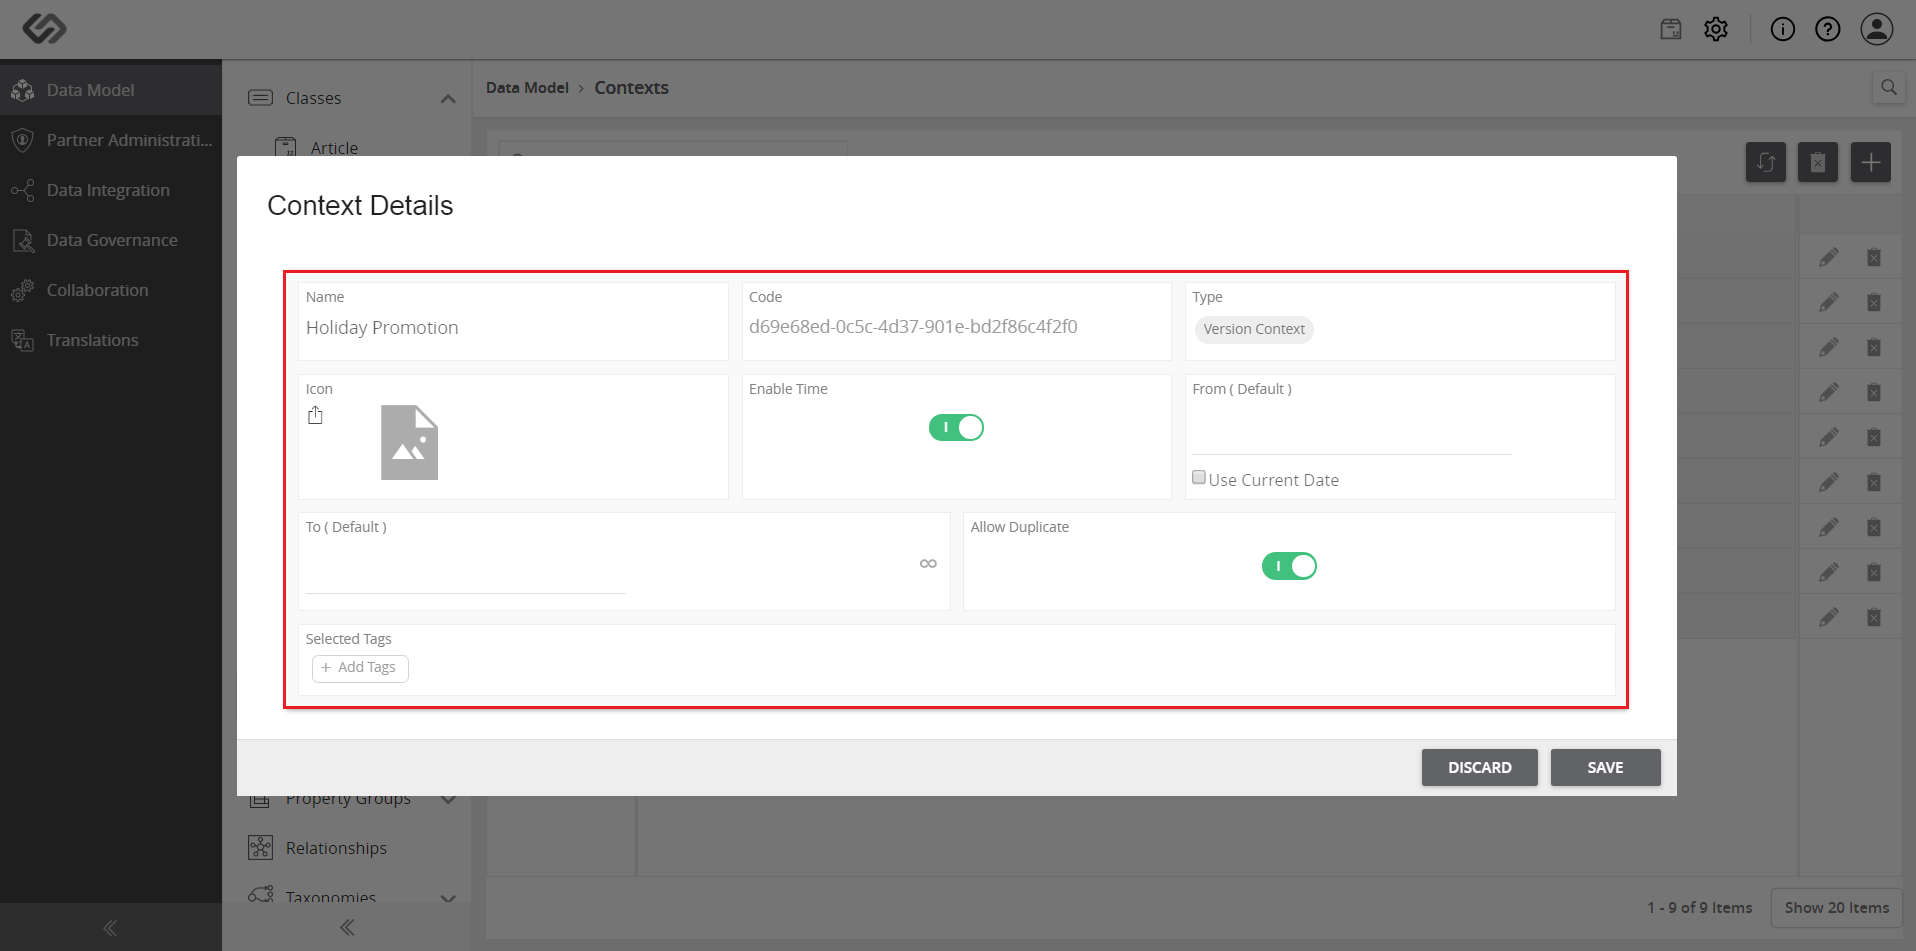 Data Model
Partner Administrati...
Data Integration
Data Governance
Collaboration
Translations
Classes
Article
Property Groups
Relationships
Taxonomies
Data Model › Contexts
Context Details
Name
Holiday Promotion
Code
d69e68ed-0c5c-4d37-901e-bd2f86c4f2f0
Type
Version Context
Icon
Enable Time
From ( Default )
Use Current Date
To ( Default )
∞
Allow Duplicate
Selected Tags
+ Add Tags
DISCARD
SAVE
1 - 9 of 9 Items
Show 20 Items